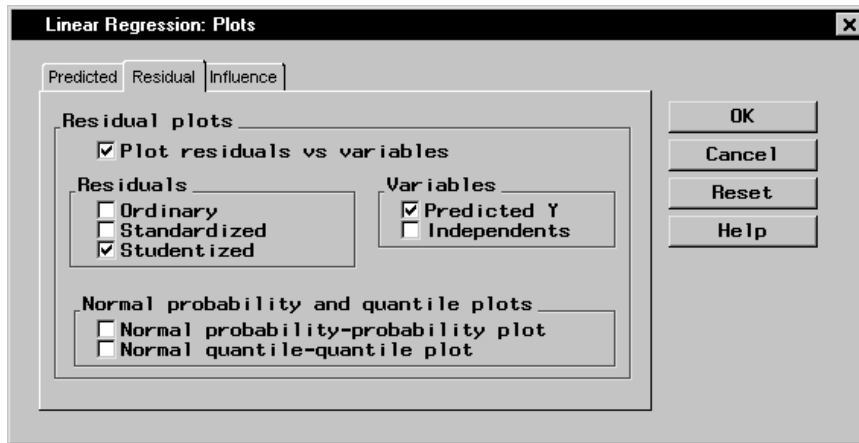 Linear Regression: Plots
Predicted Residual Influence
Residual plots
Plot residuals vs variables
Residuals
Ordinary
Standardized
Studentized
Variables
Predicted Y
Independents
Normal probability and quantile plots
Normal probability-probability plot
Normal quantile-quantile plot
OK
Cancel
Reset
Help